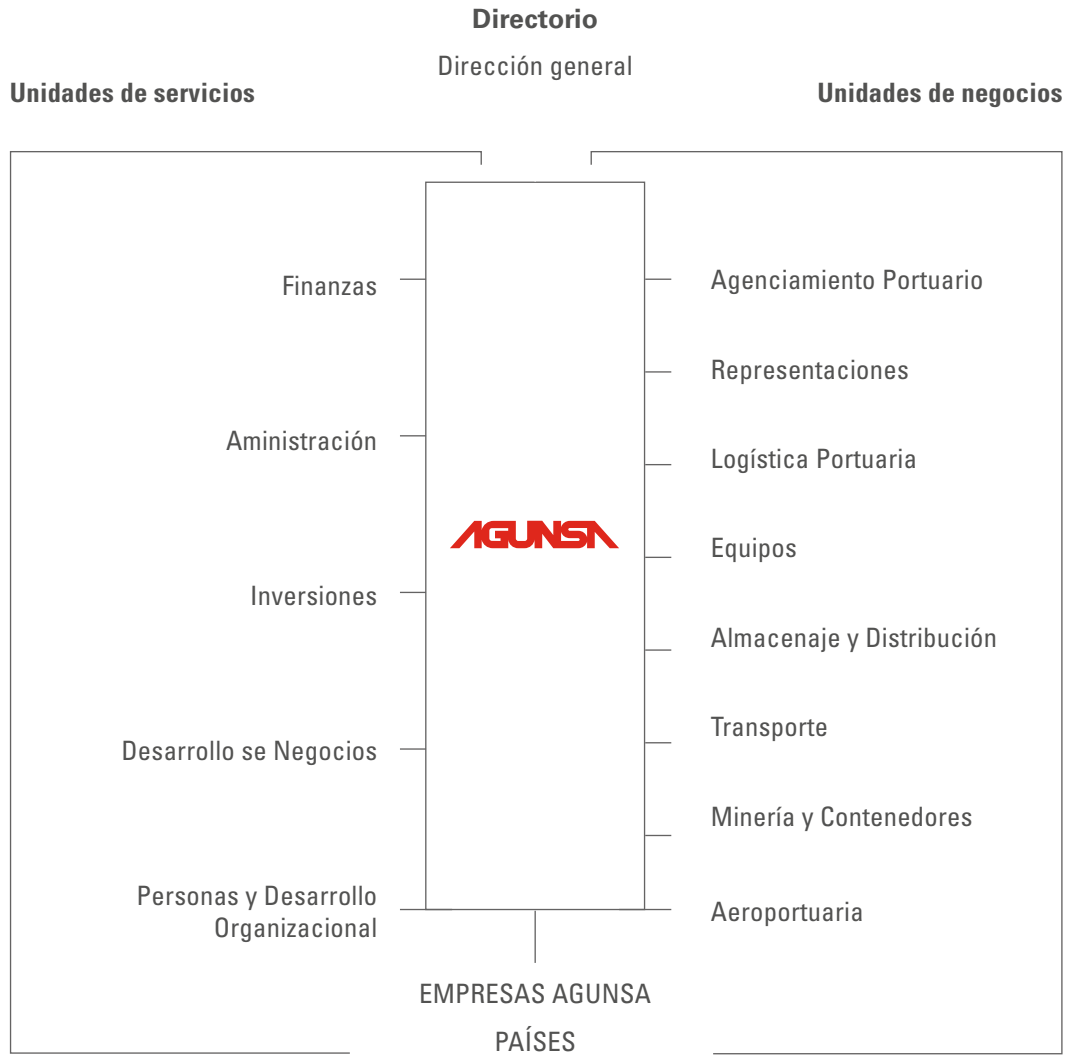 Directorio
Dirección general
Unidades de servicios
Unidades de negocios
Finanzas
Aministración
Inversiones
Desarrollo se Negocios
Personas y Desarrollo
Organizacional
AGUNSA
Agenciamiento Portuario
Representaciones
Logística Portuaria
Equipos
Almacenaje y Distribución
Transporte
Minería y Contenedores
Aeroportuaria
EMPRESAS AGUNSA
PAÍSES